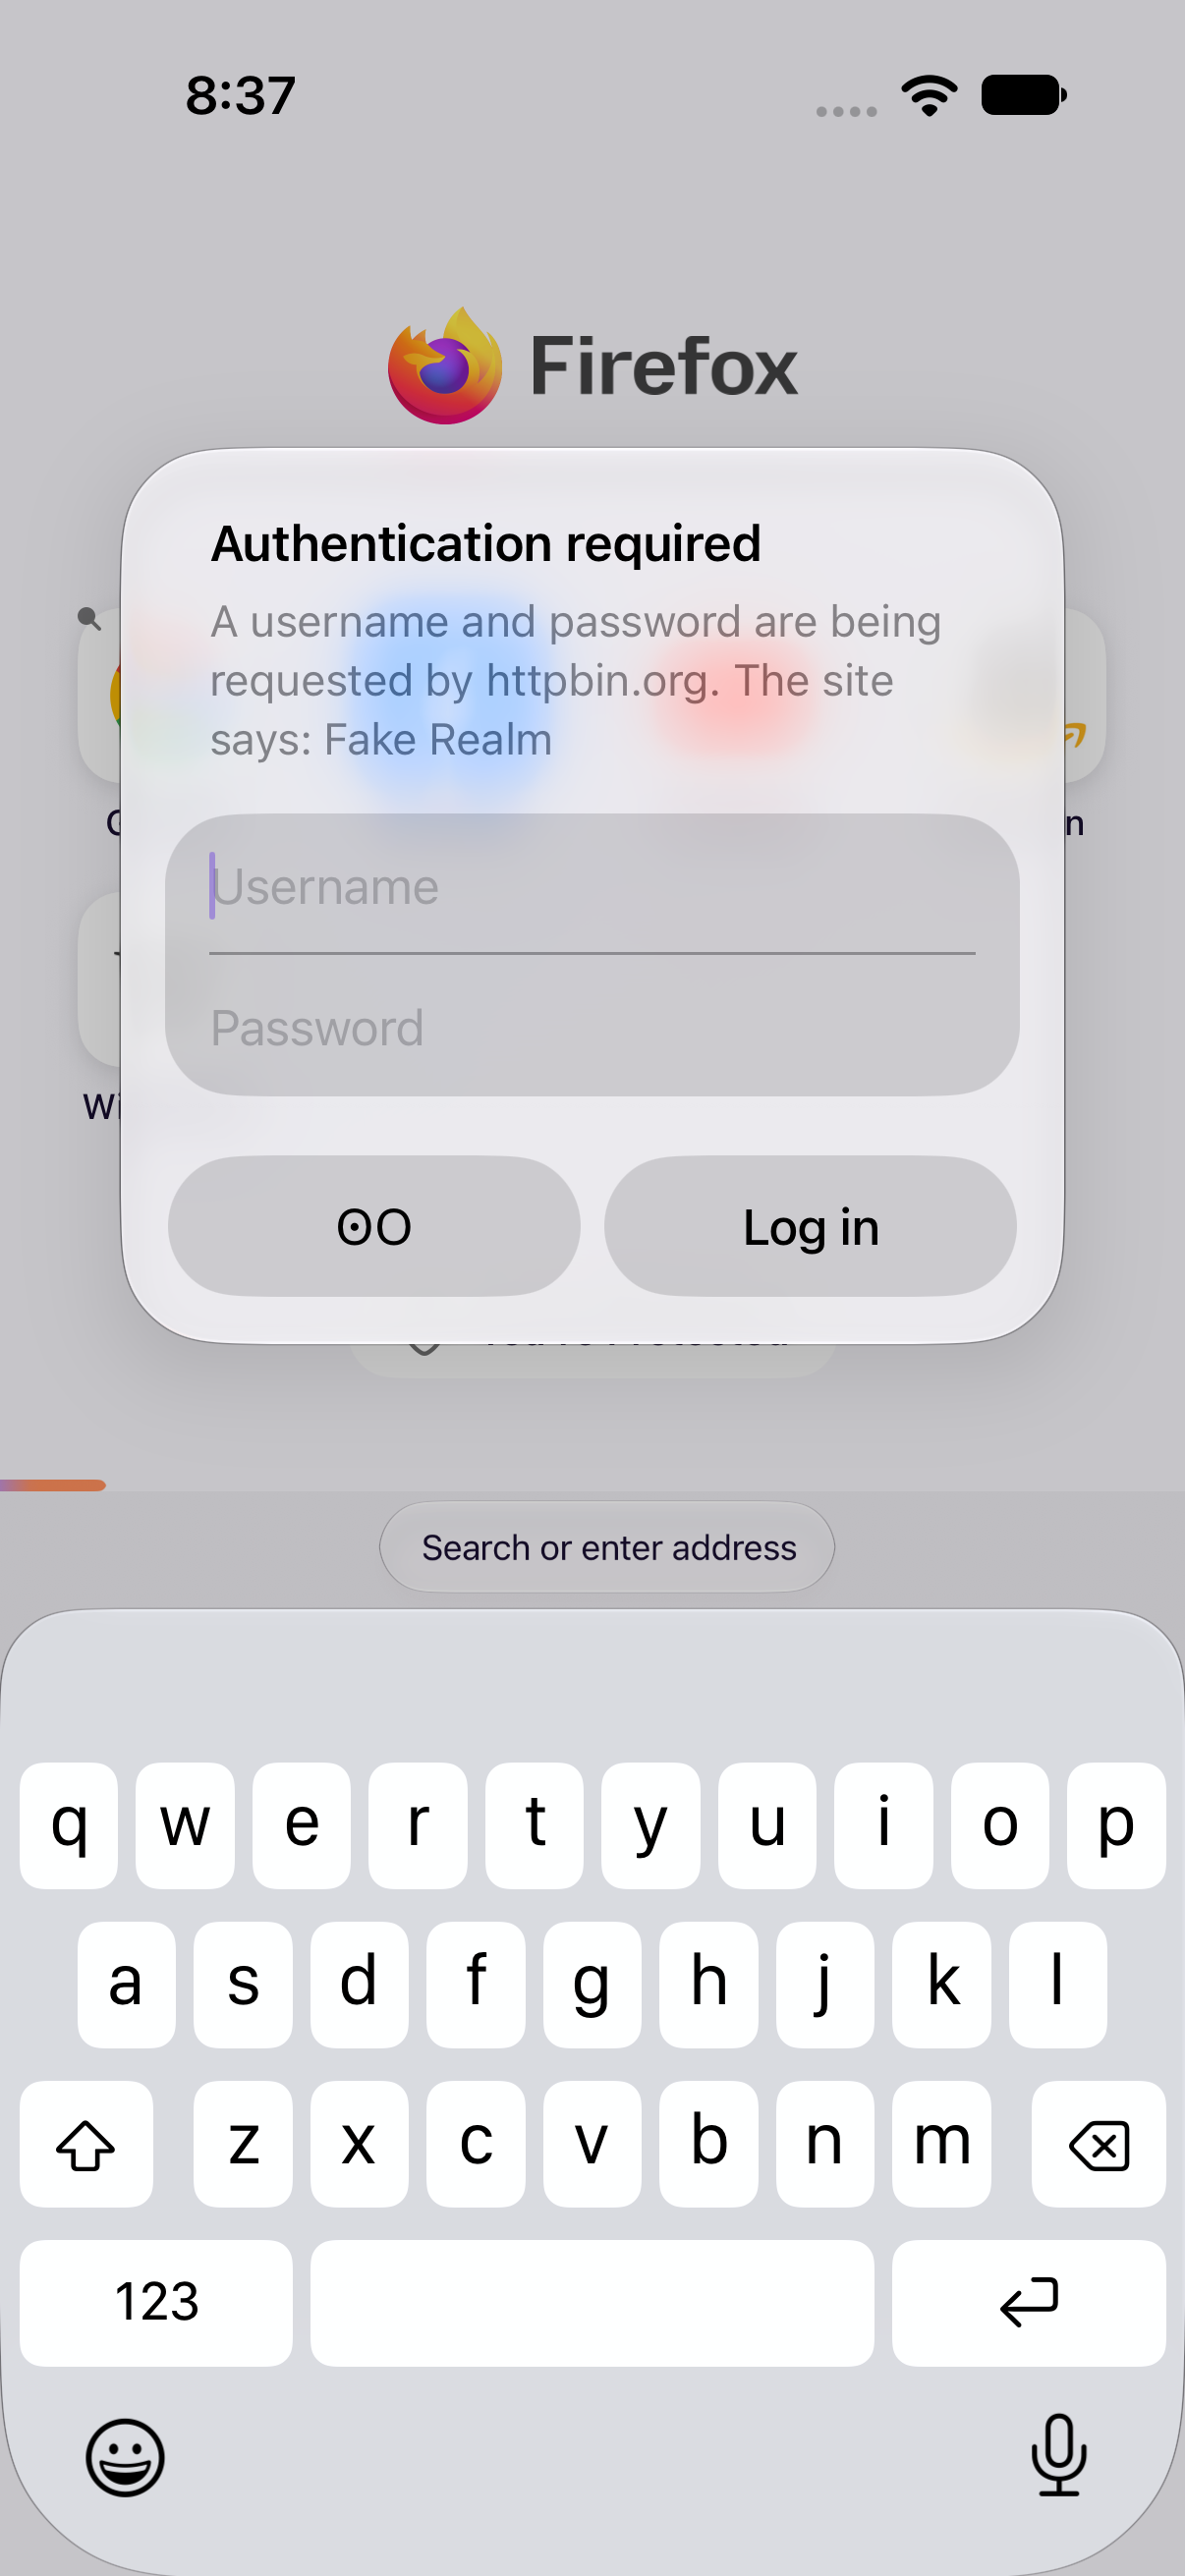 8:37
Firefox
Authentication required
A username and password are being
requested by httpbin.org. The site
says: Fake Realm
Username
Password
ʘO Log in
Search or enter address
q w e r t y u i o p
a s d f g h j k l
z x c v b n m
123